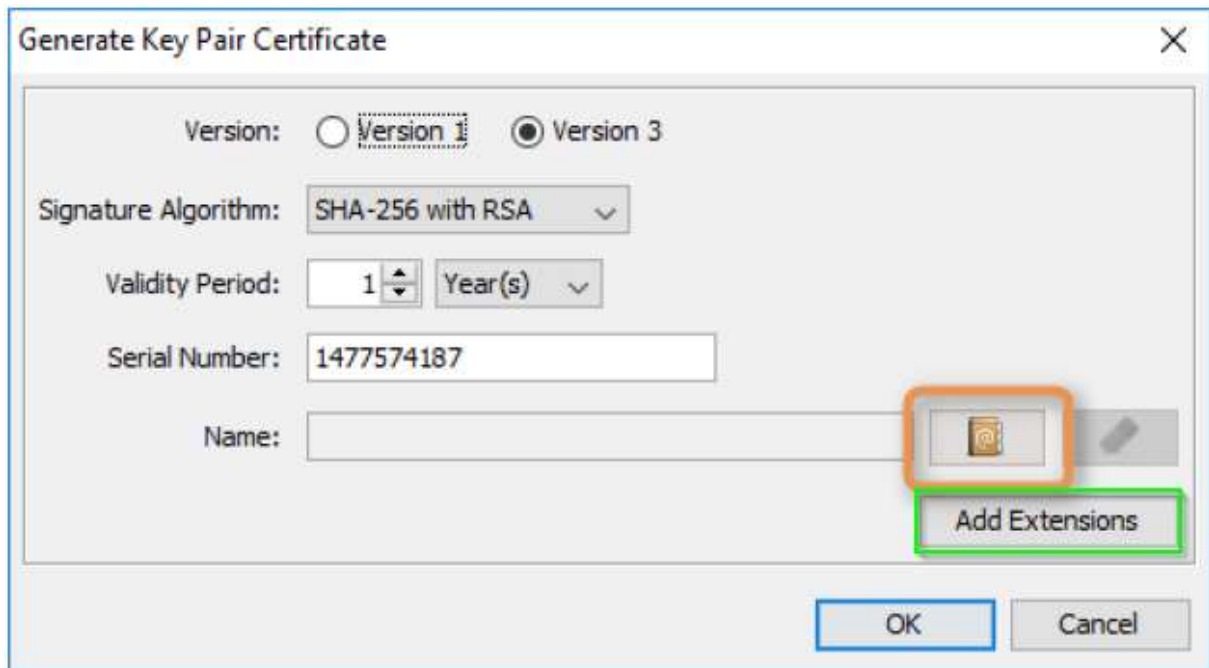 Generate Key Pair Certificate
Version: Version 1 Version 3
Signature Algorithm: SHA-256 with RSA
Validity Period: 1 Year(s)
Serial Number: 1477574187
Name: @
Add Extensions
OK Cancel